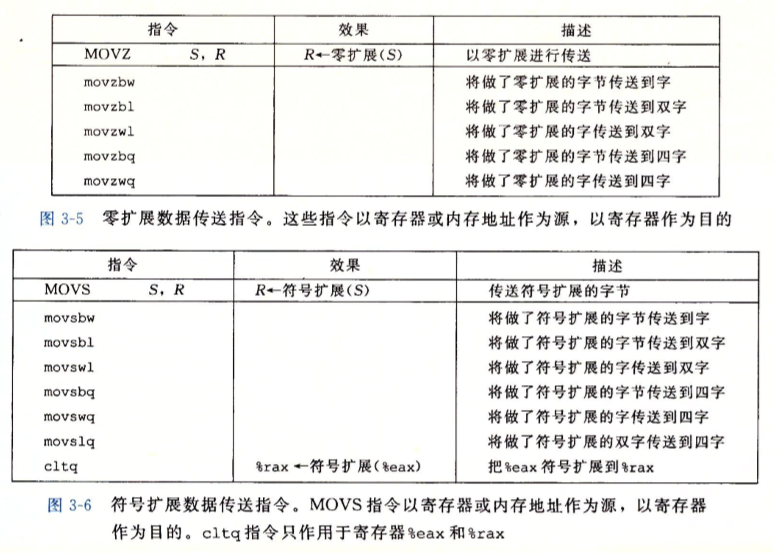 指令 效果 描述
MOVZ S, R R←零扩展(S) 以零扩展进行传送
movzbw 将做了零扩展的字节传送到字
movzbl 将做了零扩展的字节传送到双字
movzwl 将做了零扩展的字传送到双字
movzbq 将做了零扩展的字节传送到四字
movzwq 将做了零扩展的字传送到四字
图 3-5 零扩展数据传送指令。这些指令以寄存器或内存地址作为源，以寄存器作为目的
指令 效果 描述
MOVS S, R R←符号扩展(S) 传送符号扩展的字节
movsbw 将做了符号扩展的字节传送到字
movsbl 将做了符号扩展的字节传送到双字
movswl 将做了符号扩展的字传送到双字
movsbq 将做了符号扩展的字节传送到四字
movswq 将做了符号扩展的字传送到四字
movslq 将做了符号扩展的双字传送到四字
cltq %rax←符号扩展(%eax) 把%eax符号扩展到%rax
图 3-6 符号扩展数据传送指令。MOVS指令以寄存器或内存地址作为源，以寄存器
作为目的。cltq指令只作用于寄存器%eax和%rax